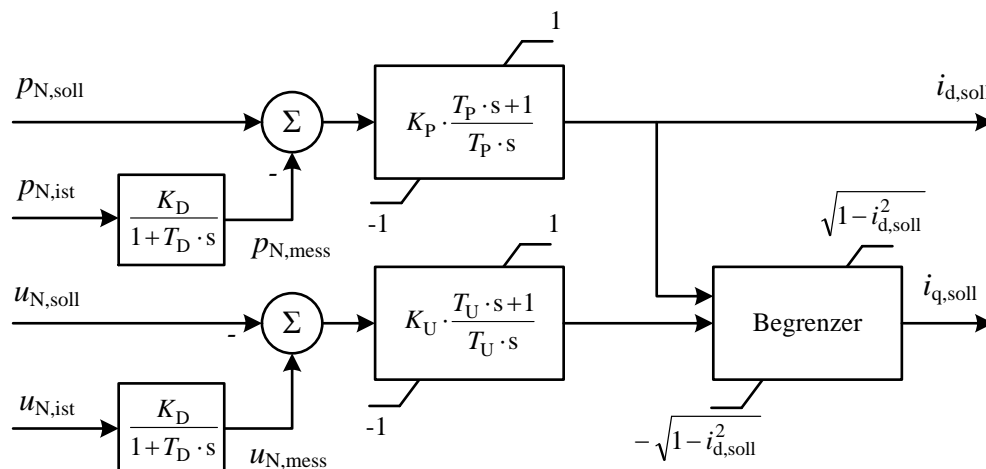 1
p_N,soll
i_d,soll
Σ
K_P · (T_P · s + 1) / (T_P · s)
-
p_N,ist
K_D / (1 + T_D · s)
-1
p_N,mess
√(1 - i²_d,soll)
1
u_N,soll
i_q,soll
Σ
-
K_U · (T_U · s + 1) / (T_U · s)
Begrenzer
u_N,ist
K_D / (1 + T_D · s)
-1
- √(1 - i²_d,soll)
u_N,mess